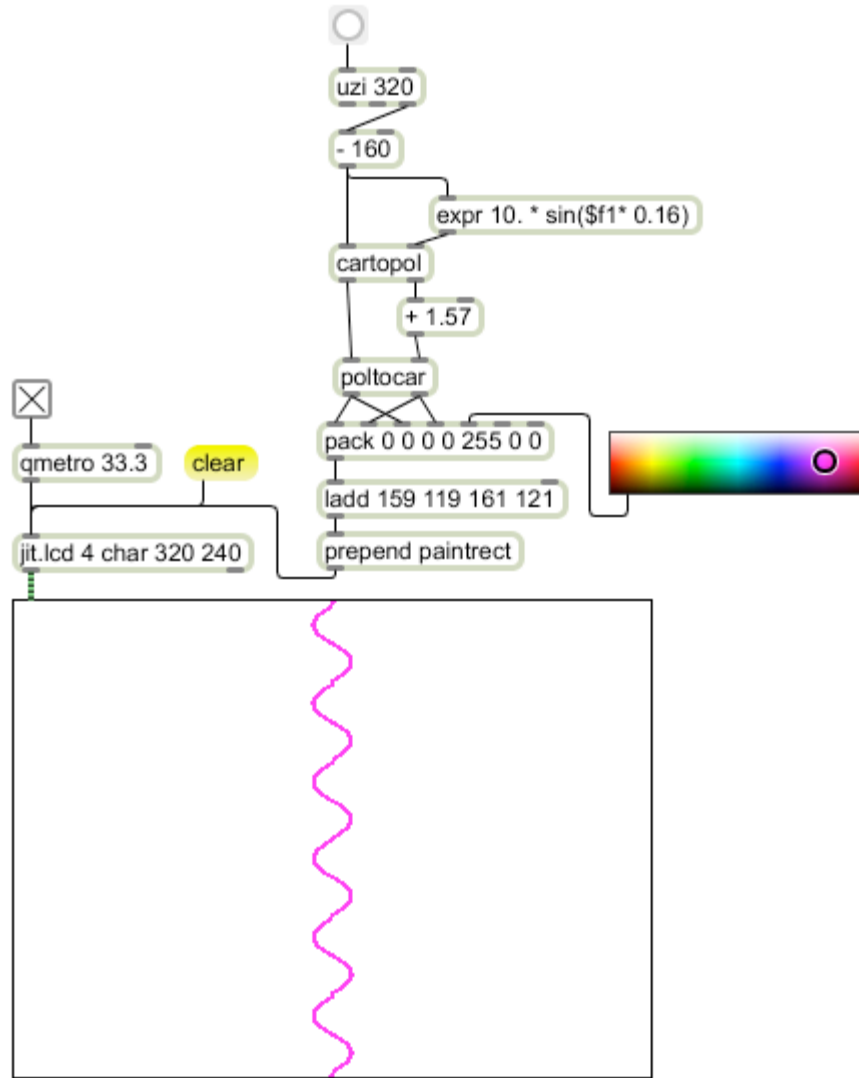 uzi 320
- 160
expr 10. * sin($f1* 0.16)
cartopol
+ 1.57
poltocar
pack 0 0 0 0 255 0 0
qmetro 33.3
clear
ladd 159 119 161 121
jit.lcd 4 char 320 240
prepend paintrect